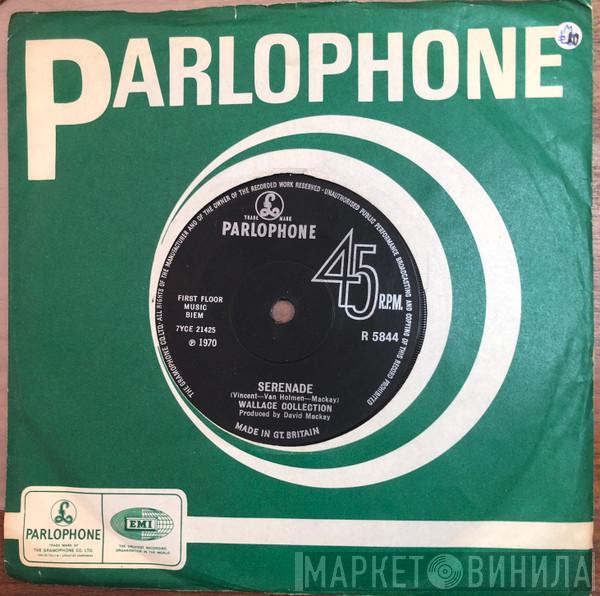 PARLOPHONE
THE GRAMOPHONE CO. LTD. ALL RIGHTS OF THE MANUFACTURER AND OF THE OWNER OF THE RECORDED WORK RESERVED · UNAUTHORISED PUBLIC PERFORMANCE BROADCASTING AND COPYING OF THIS RECORD PROHIBITED
TRADE MARK
PARLOPHONE
45
R.P.M.
FIRST FLOOR
MUSIC
BIEM
7YCE 21425
℗ 1970
R 5844
SERENADE
(Vincent—Van Holmen—Mackay)
WALLACE COLLECTION
Produced by David Mackay
MADE IN GT. BRITAIN
PARLOPHONE
TRADE MARK OF
THE GRAMOPHONE CO. LTD.
EMI
THE GREATEST RECORDING
ORGANISATION IN THE WORLD
МАРКЕТ ВИНИЛА